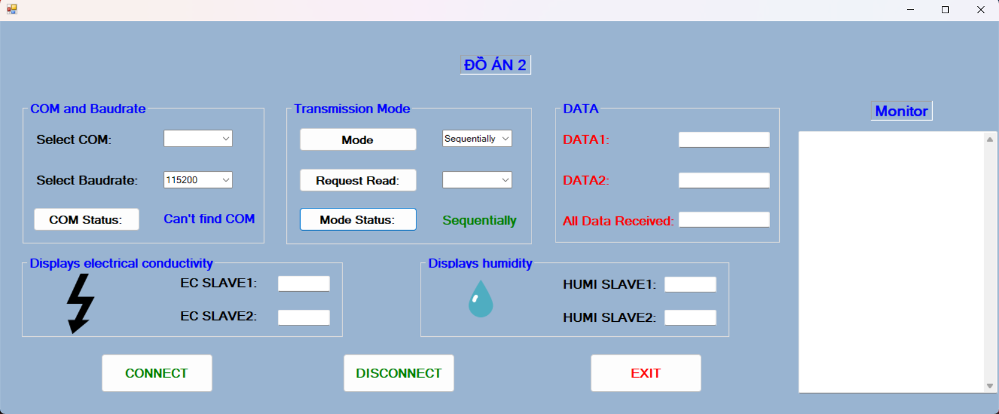 ĐỒ ÁN 2
COM and Baudrate
Select COM:
Select Baudrate:
115200
COM Status:
Can't find COM
Transmission Mode
Mode
Sequentially
Request Read:
Mode Status:
Sequentially
DATA
DATA1:
DATA2:
All Data Received:
Monitor
Displays electrical conductivity
EC SLAVE1:
EC SLAVE2:
Displays humidity
HUMI SLAVE1:
HUMI SLAVE2:
CONNECT
DISCONNECT
EXIT